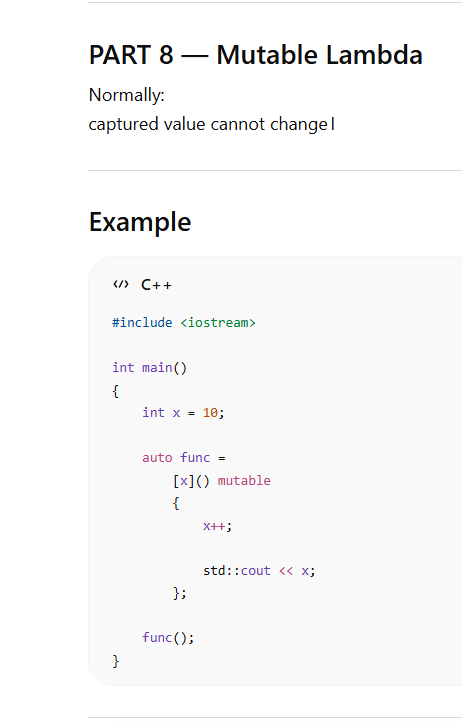 PART 8 — Mutable Lambda
Normally:
captured value cannot change
Example
C++
#include <iostream>
int main()
{
    int x = 10;
    auto func =
        [x]() mutable
        {
            x++;
            std::cout << x;
        };
    func();
}